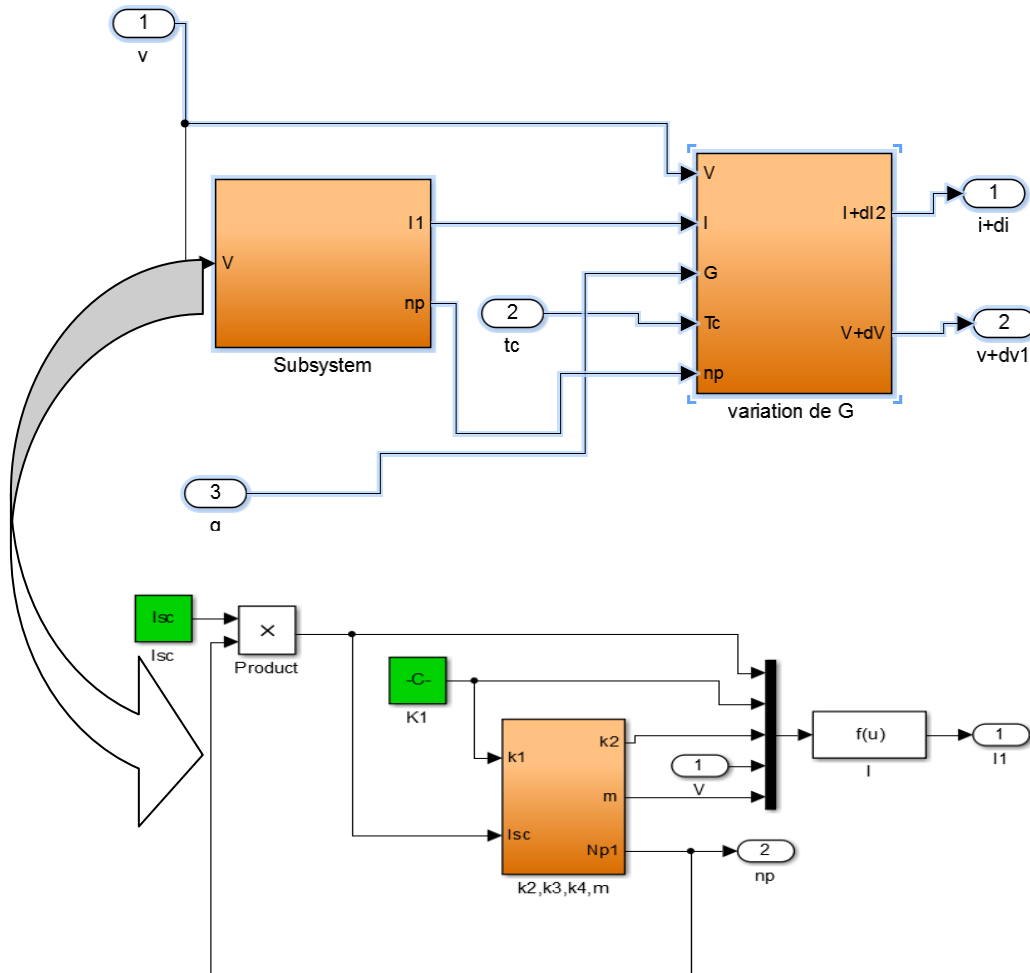 1
v
V
I1
np
Subsystem
2
tc
3
g
V
I
G
Tc
np
I+dI2
V+dV
variation de G
1
i+di
2
v+dv1
Isc
Isc
×
Product
-C-
K1
k1
Isc
k2
m
Np1
k2,k3,k4,m
1
V
f(u)
I
1
I1
2
np